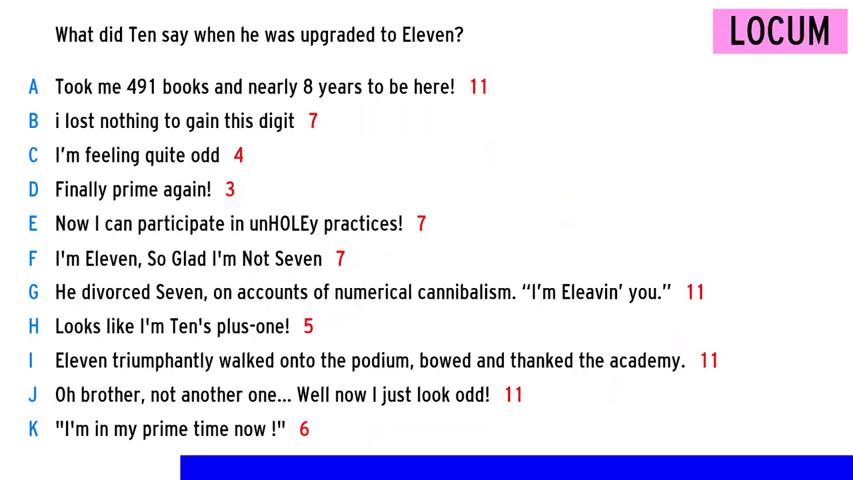 LOCUM
What did Ten say when he was upgraded to Eleven?
A Took me 491 books and nearly 8 years to be here! 11
B i lost nothing to gain this digit 7
C I'm feeling quite odd 4
D Finally prime again! 3
E Now I can participate in unHOLEy practices! 7
F I'm Eleven, So Glad I'm Not Seven 7
G He divorced Seven, on accounts of numerical cannibalism. “I'm Eleavin' you.” 11
H Looks like I'm Ten's plus-one! 5
I Eleven triumphantly walked onto the podium, bowed and thanked the academy. 11
J Oh brother, not another one... Well now I just look odd! 11
K "I'm in my prime time now !" 6